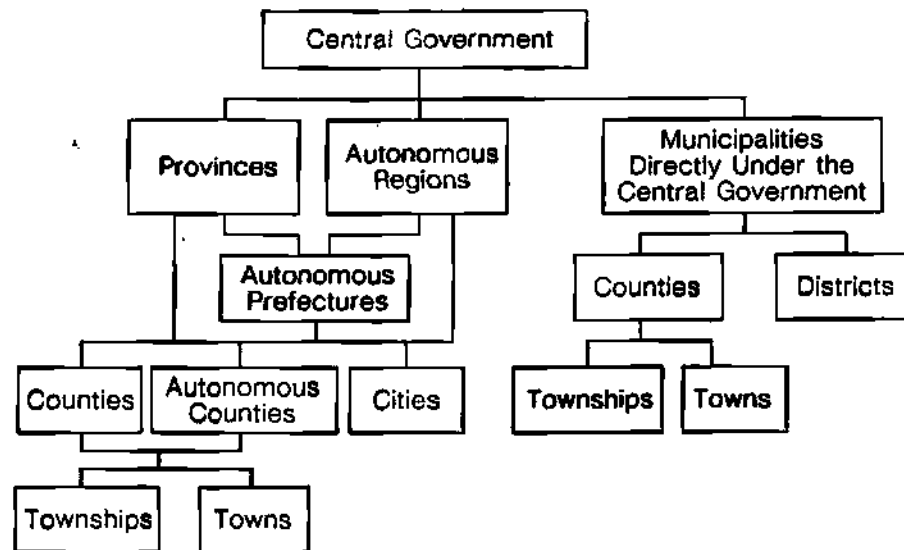 Central Government
Provinces
Autonomous
Regions
Municipalities
Directly Under the
Central Government
Autonomous
Prefectures
Counties
Districts
Counties
Autonomous
Counties
Cities
Townships
Towns
Townships
Towns